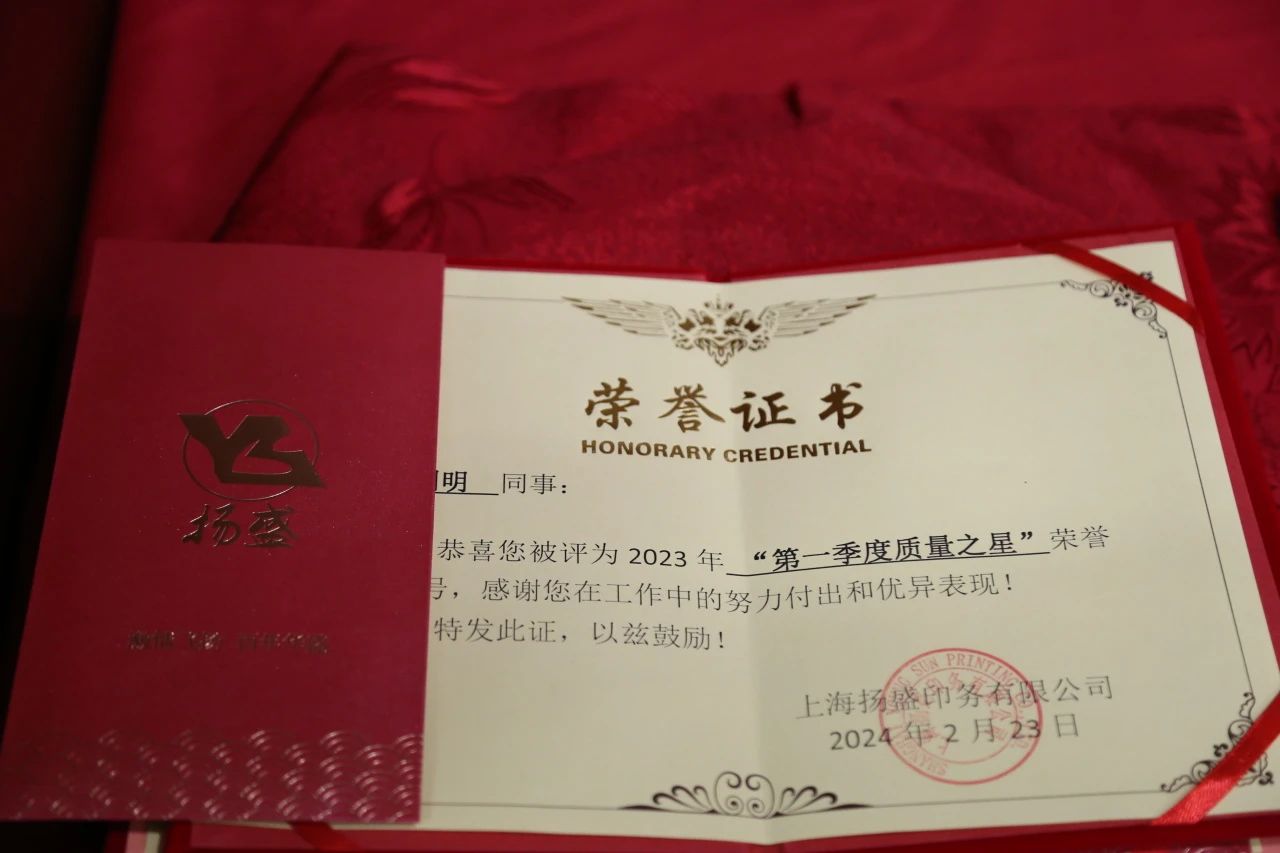 扬盛
荣誉证书
HONORARY CREDENTIAL
明 同事：
恭喜您被评为 2023 年 “第一季度质量之星” 荣誉
号，感谢您在工作中的努力付出和优异表现！
特发此证，以兹鼓励！
上海扬盛印务有限公司
2024 年 2 月 23 日
SUN PRINTING